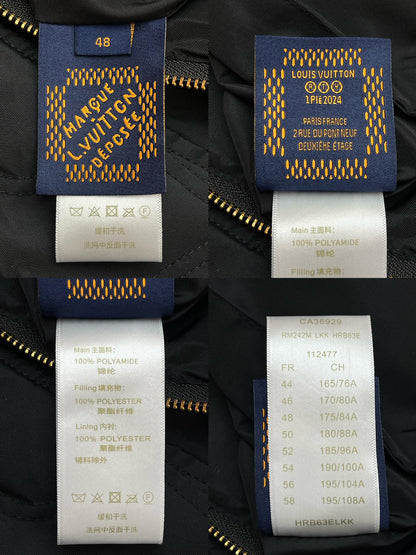 48
MARQUE
L.VUITTON
DÉPOSÉE
缓和干洗
洗网中反面干洗
LOUIS VUITTON
R T Y
1 Plé 2024
PARIS FRANCE
2 RUE DU PONT NEUF
DEUXIÈME ÉTAGE
Main 主面料:
100% POLYAMIDE
锦纶
Filling 填充物:
Main 主面料:
100% POLYAMIDE
锦纶
Filling 填充物:
100% POLYESTER
聚酯纤维
Lining 内衬:
100% POLYESTER
聚酯纤维
辅料除外
缓和干洗
洗网中反面干洗
CA36929
RM242M LKK HRB63E
112477
FR CH
44 165/76A
46 170/80A
48 175/84A
50 180/88A
52 185/96A
54 190/100A
56 195/104A
58 195/108A
HRB63ELKK